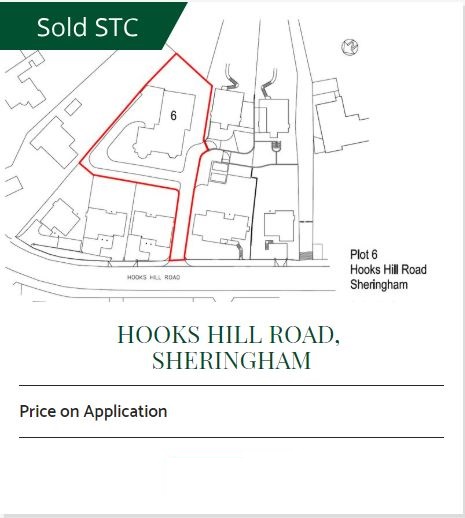 Sold STC
6
Plot 6
Hooks Hill Road
Sheringham
HOOKS HILL ROAD
HOOKS HILL ROAD,
SHERINGHAM
Price on Application